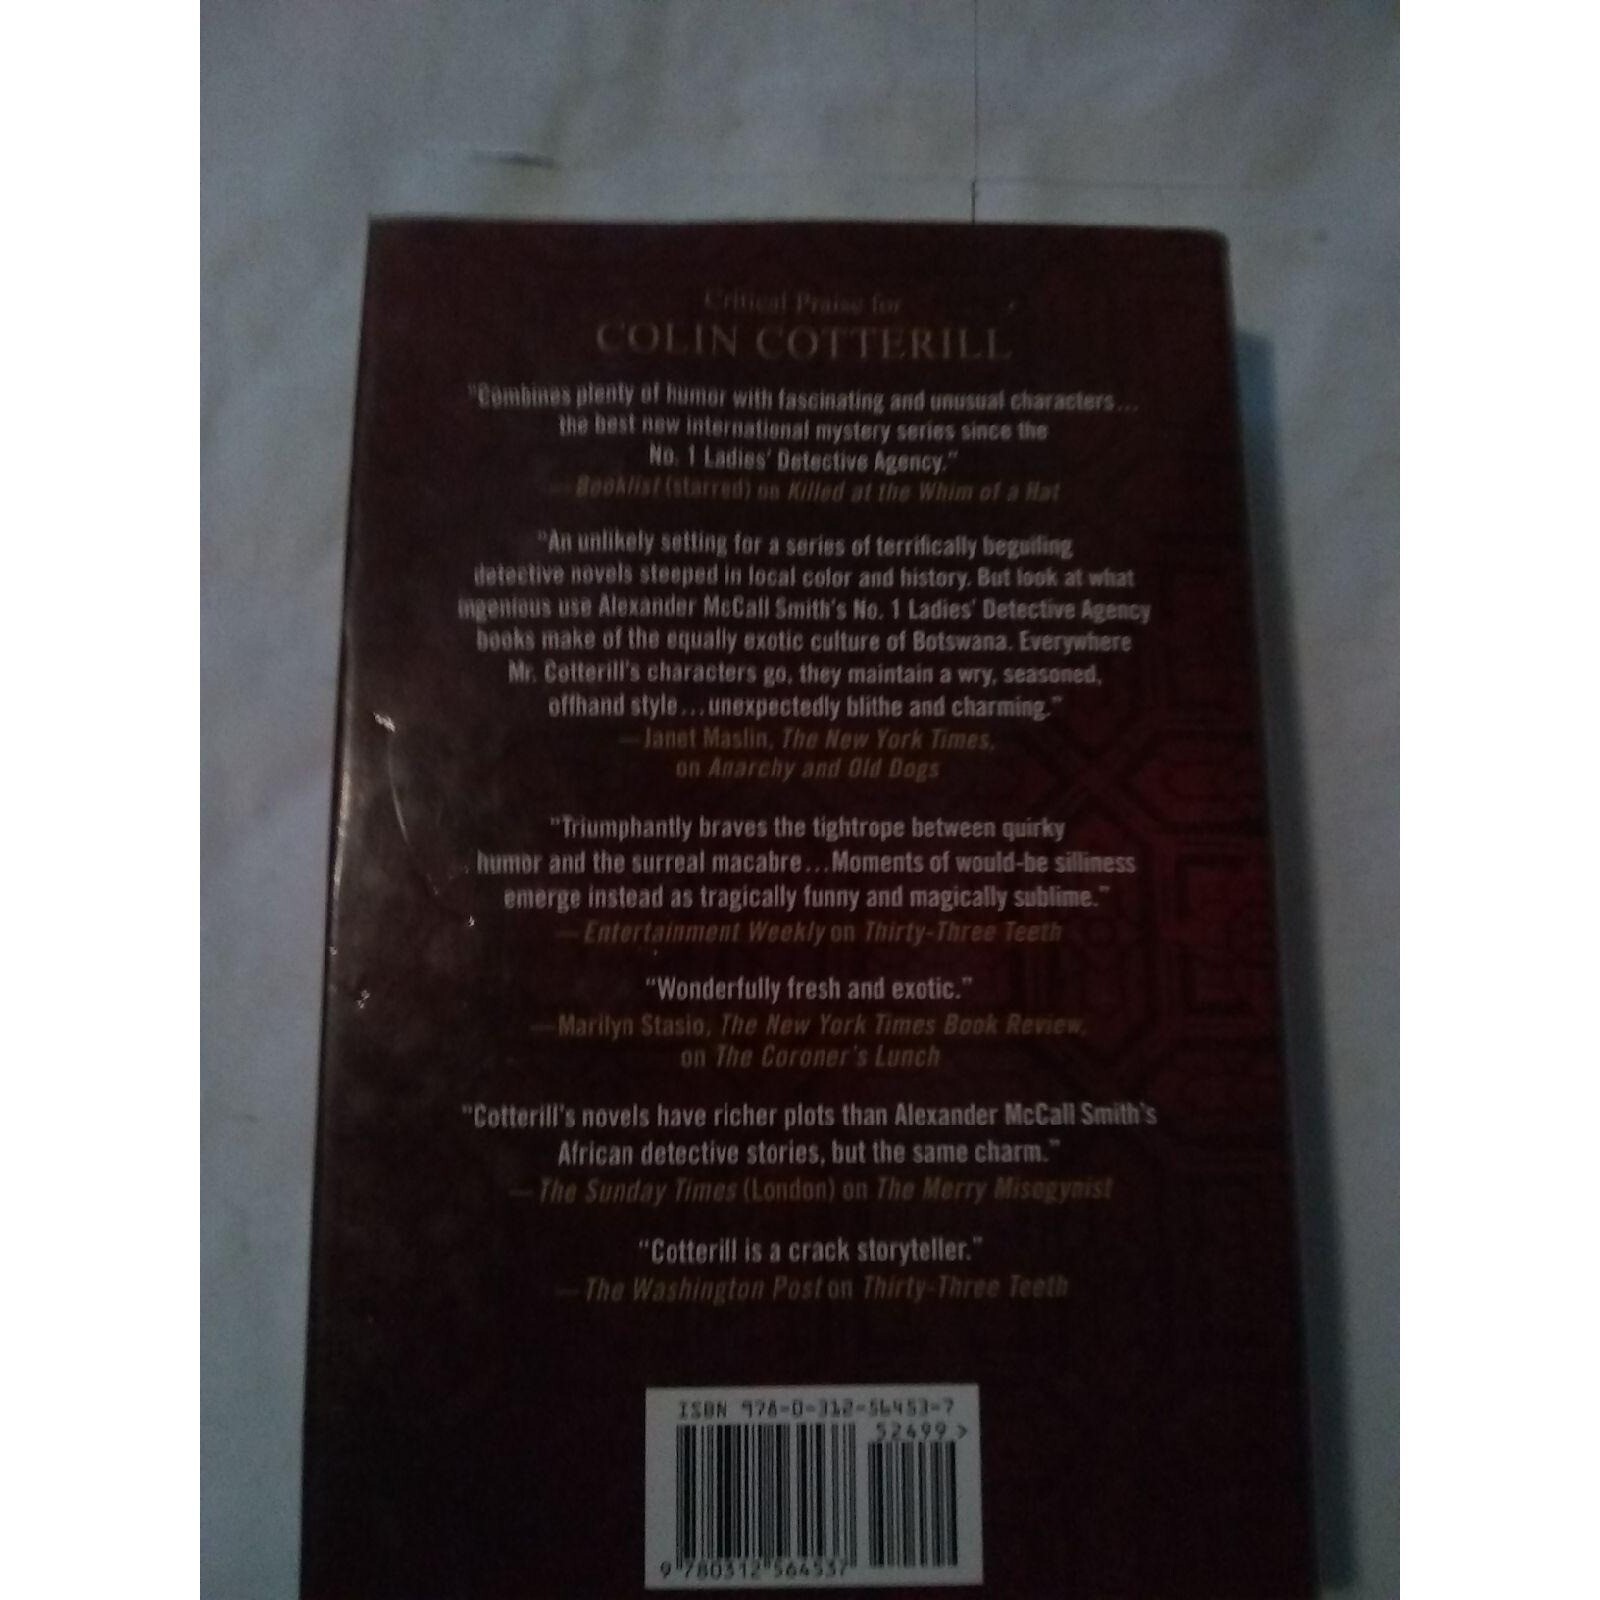 Critical Praise for
COLIN COTTERILL
"Combines plenty of humor with fascinating and unusual characters...
the best new international mystery series since the
No. 1 Ladies' Detective Agency."
—Booklist (starred) on Killed at the Whim of a Hat
"An unlikely setting for a series of terrifically beguiling
detective novels steeped in local color and history. But look at what
ingenious use Alexander McCall Smith's No. 1 Ladies' Detective Agency
books make of the equally exotic culture of Botswana. Everywhere
Mr. Cotterill's characters go, they maintain a wry, seasoned,
offhand style...unexpectedly blithe and charming."
—Janet Maslin, The New York Times,
on Anarchy and Old Dogs
"Triumphantly braves the tightrope between quirky
humor and the surreal macabre...Moments of would-be silliness
emerge instead as tragically funny and magically sublime."
—Entertainment Weekly on Thirty-Three Teeth
"Wonderfully fresh and exotic."
—Marilyn Stasio, The New York Times Book Review,
on The Coroner's Lunch
"Cotterill's novels have richer plots than Alexander McCall Smith's
African detective stories, but the same charm."
—The Sunday Times (London) on The Merry Misogynist
"Cotterill is a crack storyteller."
—The Washington Post on Thirty-Three Teeth
ISBN 978-0-312-56453-7
52499>
9 780312 564537